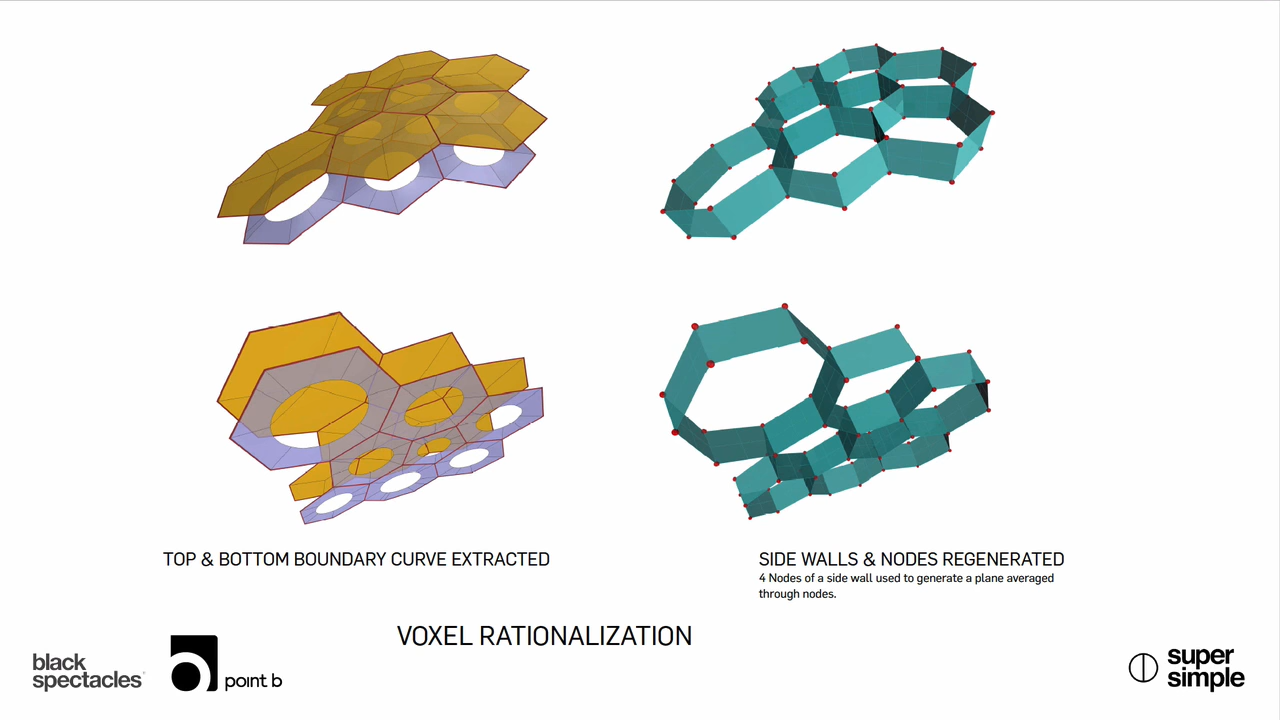 TOP & BOTTOM BOUNDARY CURVE EXTRACTED
SIDE WALLS & NODES REGENERATED
4 Nodes of a side wall used to generate a plane averaged
through nodes.
VOXEL RATIONALIZATION
black
spectacles
point b
super
simple